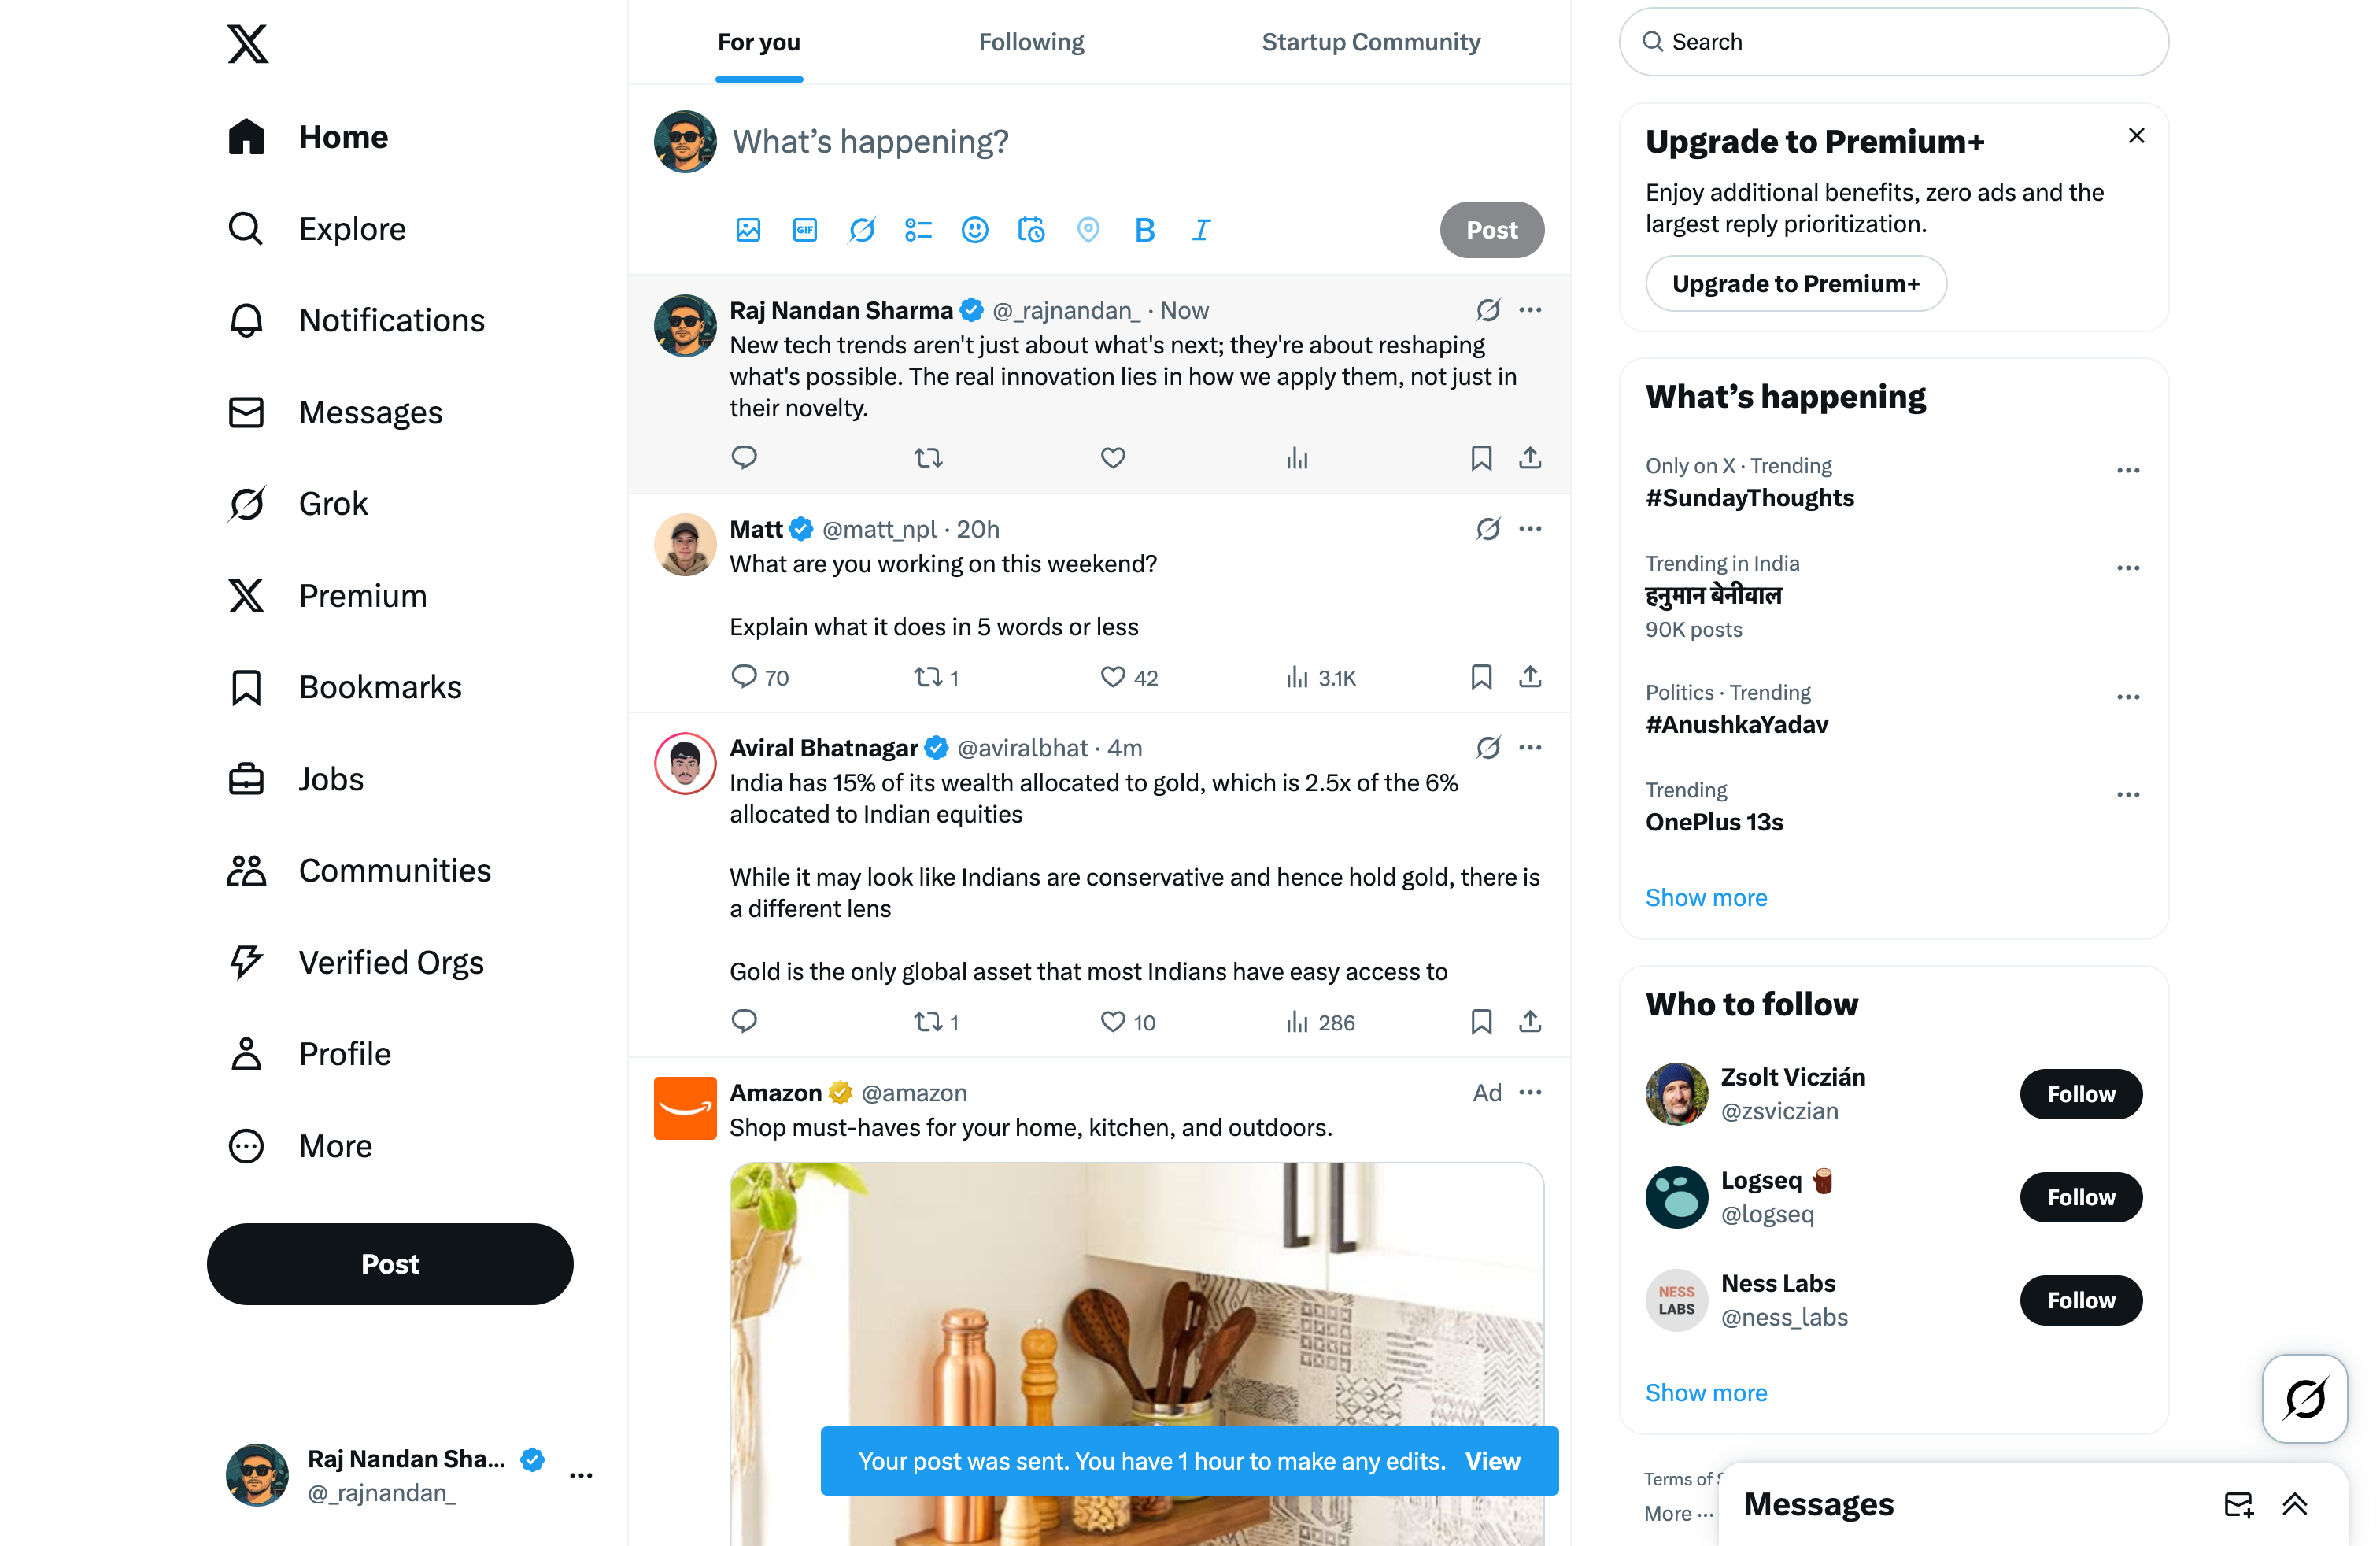 Home
Explore
Notifications
Messages
Grok
Premium
Bookmarks
Jobs
Communities
Verified Orgs
Profile
More
Post
Raj Nandan Sha...
@_rajnandan_
For you
Following
Startup Community
What’s happening?
GIF
B I
Post
Raj Nandan Sharma @_rajnandan_ · Now
New tech trends aren't just about what's next; they're about reshaping
what's possible. The real innovation lies in how we apply them, not just in
their novelty.
Matt @matt_npl · 20h
What are you working on this weekend?
Explain what it does in 5 words or less
70 1 42 3.1K
Aviral Bhatnagar @aviralbhat · 4m
India has 15% of its wealth allocated to gold, which is 2.5x of the 6%
allocated to Indian equities
While it may look like Indians are conservative and hence hold gold, there is
a different lens
Gold is the only global asset that most Indians have easy access to
1 10 286
Amazon @amazon Ad
Shop must-haves for your home, kitchen, and outdoors.
Your post was sent. You have 1 hour to make any edits. View
Search
Upgrade to Premium+
Enjoy additional benefits, zero ads and the
largest reply prioritization.
Upgrade to Premium+
What’s happening
Only on X · Trending
#SundayThoughts
Trending in India
हनुमान बेनीवाल
90K posts
Politics · Trending
#AnushkaYadav
Trending
OnePlus 13s
Show more
Who to follow
Zsolt Viczián
@zsviczian
Follow
Logseq
@logseq
Follow
NESS
LABS
Ness Labs
@ness_labs
Follow
Show more
Terms of
More ···
Messages